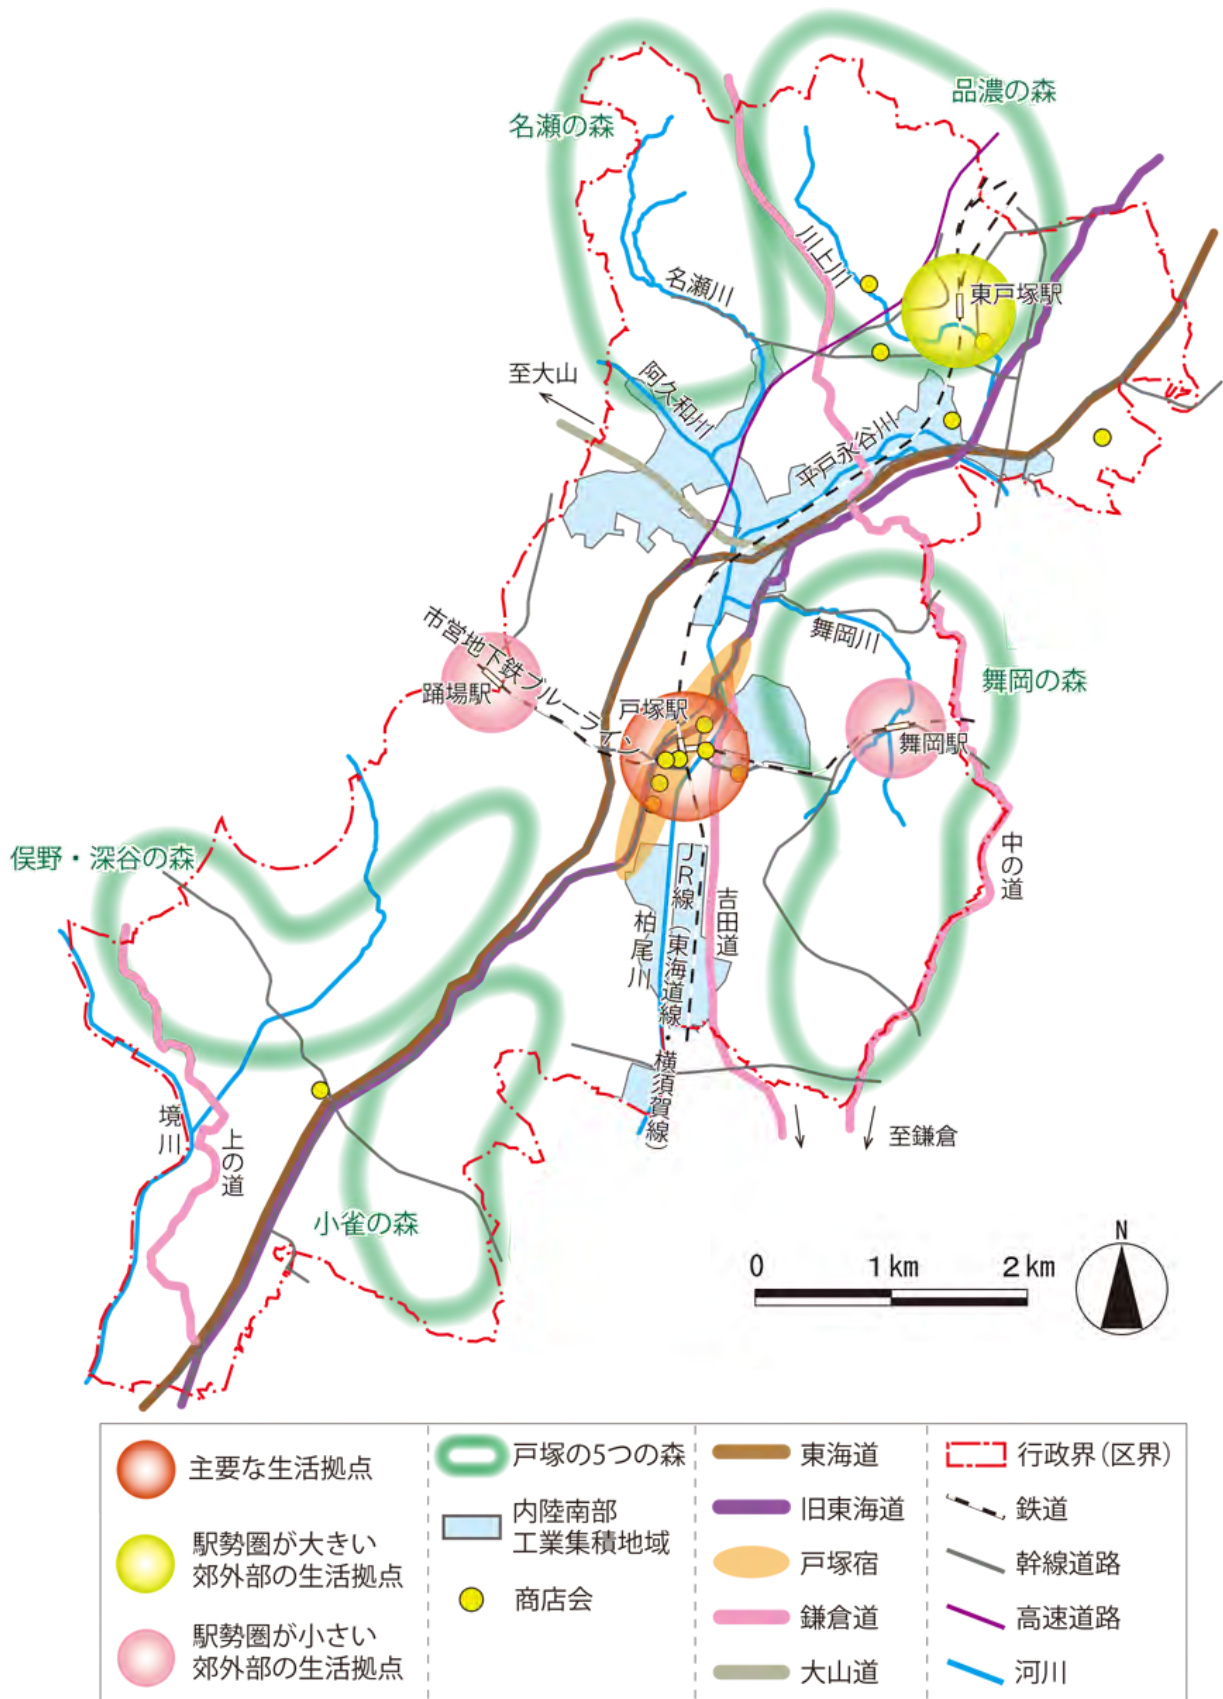 品濃の森
名瀬の森
川上川
名瀬川
東戸塚駅
至大山
阿久和川
平戸永谷川
市営地下鉄ブルーライン
舞岡川
舞岡の森
踊場駅
戸塚駅
舞岡駅
俣野・深谷の森
中の道
JR線（東海道線・横須賀線）
吉田道
柏尾川
境川
上の道
至鎌倉
小雀の森
N
0 1km 2km
主要な生活拠点
駅勢圏が大きい
郊外部の生活拠点
駅勢圏が小さい
郊外部の生活拠点
戸塚の5つの森
内陸南部
工業集積地域
商店会
東海道
旧東海道
戸塚宿
鎌倉道
大山道
行政界（区界）
鉄道
幹線道路
高速道路
河川